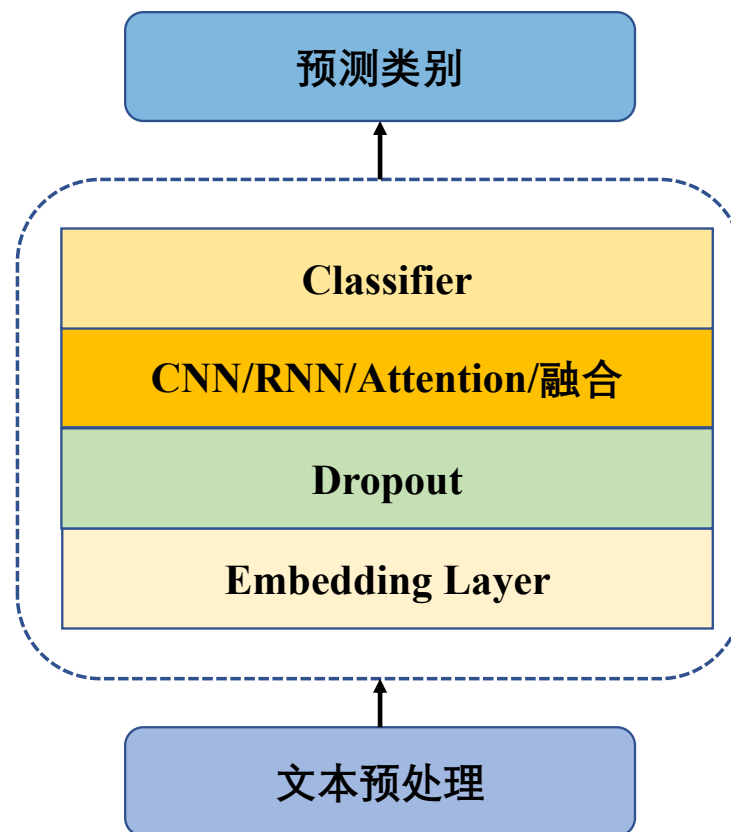 预测类别
Classifier
CNN/RNN/Attention/融合
Dropout
Embedding Layer
文本预处理